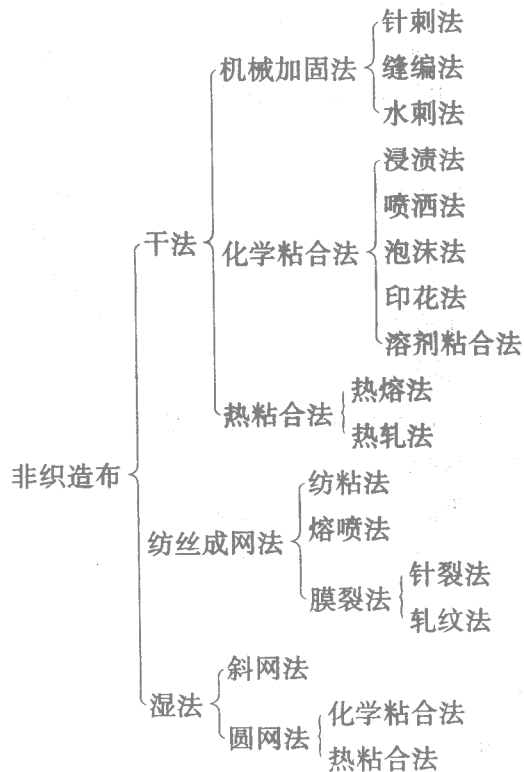 非织造布
干法
机械加固法
针刺法
缝编法
水刺法
化学粘合法
浸渍法
喷洒法
泡沫法
印花法
溶剂粘合法
热粘合法
热熔法
热轧法
纺丝成网法
纺粘法
熔喷法
膜裂法
针裂法
轧纹法
湿法
斜网法
圆网法
化学粘合法
热粘合法